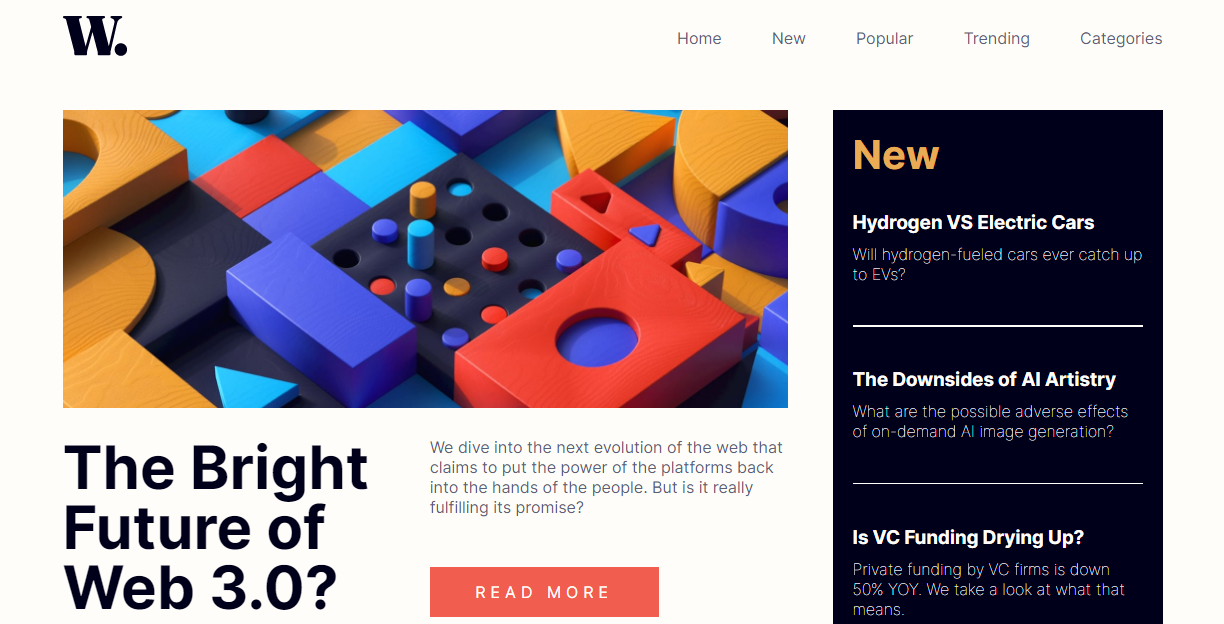 W.
Home New Popular Trending Categories
The Bright
Future of
Web 3.0?
We dive into the next evolution of the web that
claims to put the power of the platforms back
into the hands of the people. But is it really
fulfilling its promise?
READ MORE
New
Hydrogen VS Electric Cars
Will hydrogen-fueled cars ever catch up
to EVs?
The Downsides of AI Artistry
What are the possible adverse effects
of on-demand AI image generation?
Is VC Funding Drying Up?
Private funding by VC firms is down
50% YOY. We take a look at what that
means.